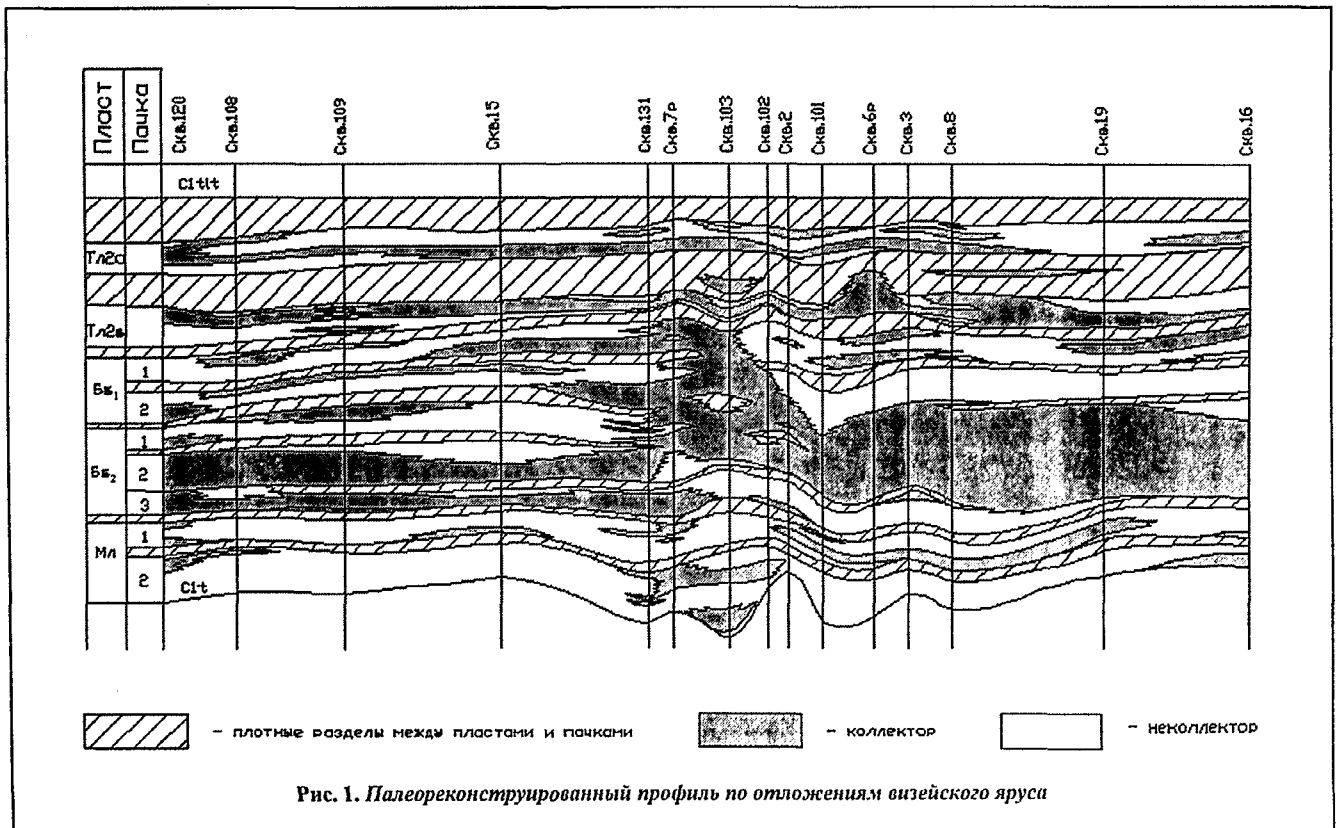 Пласт
Пачка
Скв.120
Скв.108
Скв.109
Скв.15
Скв.131
Скв.7р
Скв.103
Скв.102
Скв.2
Скв.101
Скв.6р
Скв.3
Скв.8
Скв.19
Скв.16
C1tlt
Тл2а
Тл2в
Бв₁
1
2
Бв₂
1
2
3
Мл
1
2
C1t
- плотные разделы между пластами и пачками
- коллектор
- неколлектор
Рис. 1. Палеореконструированный профиль по отложениям визейского яруса